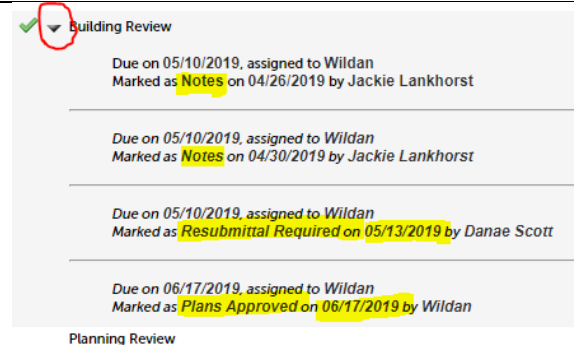 Building Review
Due on 05/10/2019, assigned to Wildan
Marked as Notes on 04/26/2019 by Jackie Lankhorst
Due on 05/10/2019, assigned to Wildan
Marked as Notes on 04/30/2019 by Jackie Lankhorst
Due on 05/10/2019, assigned to Wildan
Marked as Resubmittal Required on 05/13/2019 by Danae Scott
Due on 06/17/2019, assigned to Wildan
Marked as Plans Approved on 06/17/2019 by Wildan
Planning Review